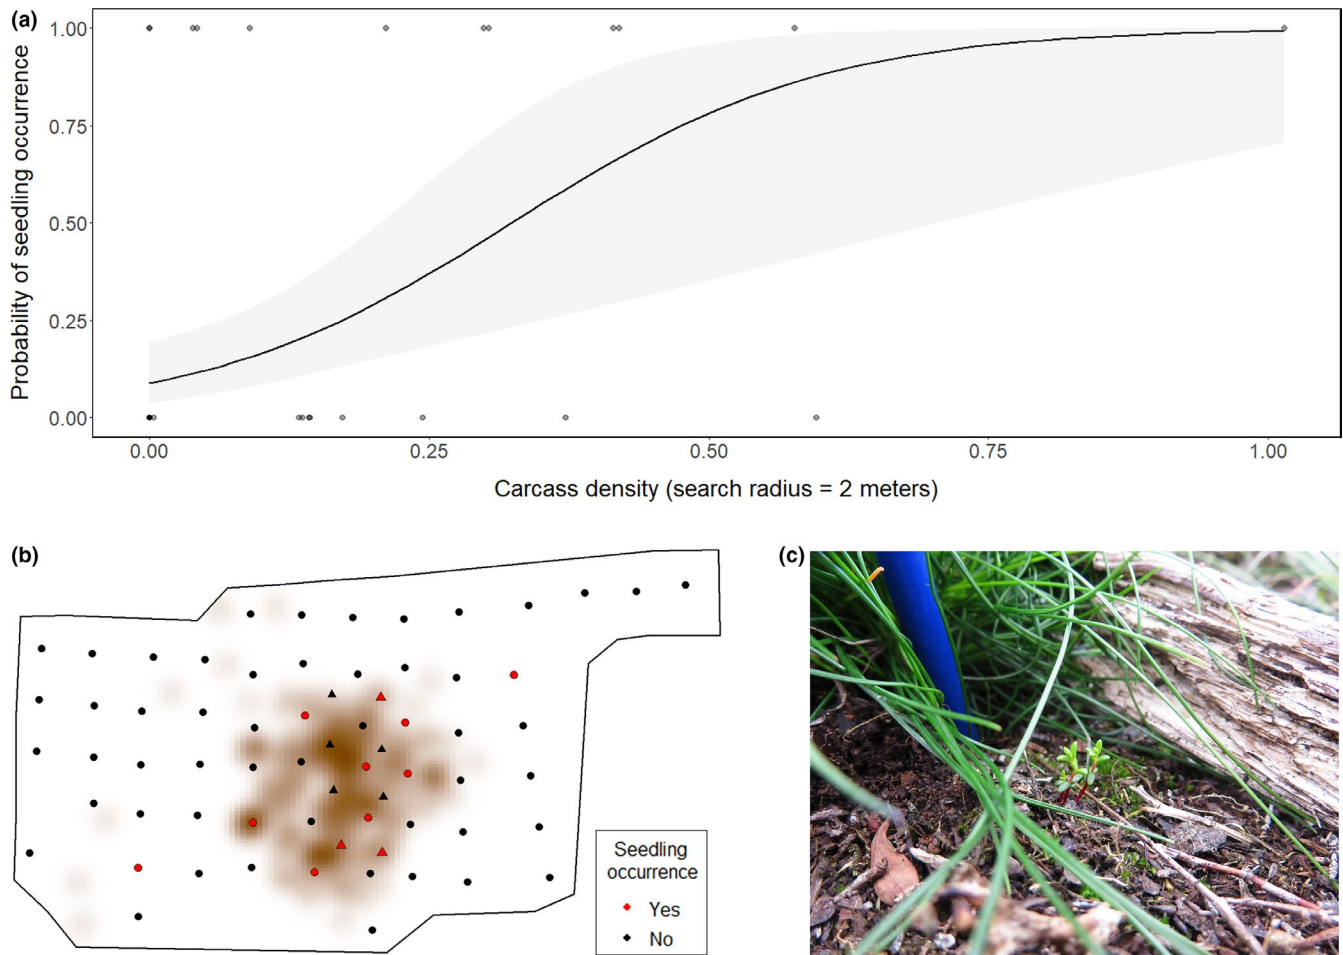 (a)
Probability of seedling occurrence
1.00
0.75
0.50
0.25
0.00
0.00 0.25 0.50 0.75 1.00
Carcass density (search radius = 2 meters)
(b)
Seedling
occurrence
Yes
No
(c)